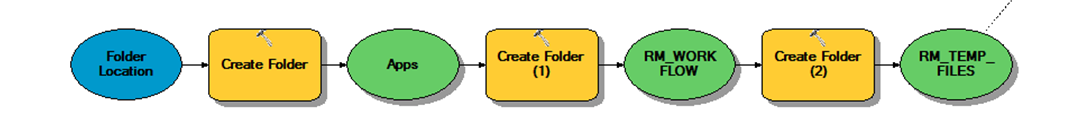 Folder
Location
Create Folder
Apps
Create Folder
(1)
RM_WORK
FLOW
Create Folder
(2)
RM_TEMP_
FILES